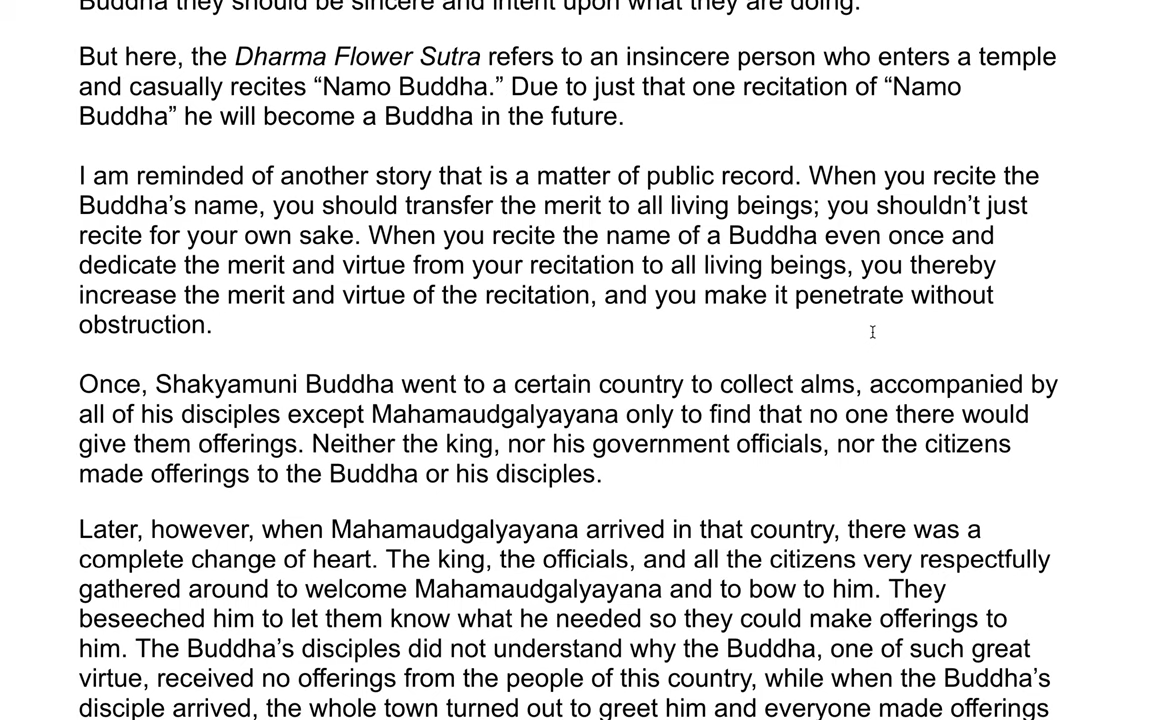 Buddha they should be sincere and intent upon what they are doing.
But here, the Dharma Flower Sutra refers to an insincere person who enters a temple
and casually recites “Namo Buddha.” Due to just that one recitation of “Namo
Buddha” he will become a Buddha in the future.
I am reminded of another story that is a matter of public record. When you recite the
Buddha’s name, you should transfer the merit to all living beings; you shouldn’t just
recite for your own sake. When you recite the name of a Buddha even once and
dedicate the merit and virtue from your recitation to all living beings, you thereby
increase the merit and virtue of the recitation, and you make it penetrate without
obstruction.
Once, Shakyamuni Buddha went to a certain country to collect alms, accompanied by
all of his disciples except Mahamaudgalyayana only to find that no one there would
give them offerings. Neither the king, nor his government officials, nor the citizens
made offerings to the Buddha or his disciples.
Later, however, when Mahamaudgalyayana arrived in that country, there was a
complete change of heart. The king, the officials, and all the citizens very respectfully
gathered around to welcome Mahamaudgalyayana and to bow to him. They
beseeched him to let them know what he needed so they could make offerings to
him. The Buddha’s disciples did not understand why the Buddha, one of such great
virtue, received no offerings from the people of this country, while when the Buddha’s
disciple arrived, the whole town turned out to greet him and everyone made offerings